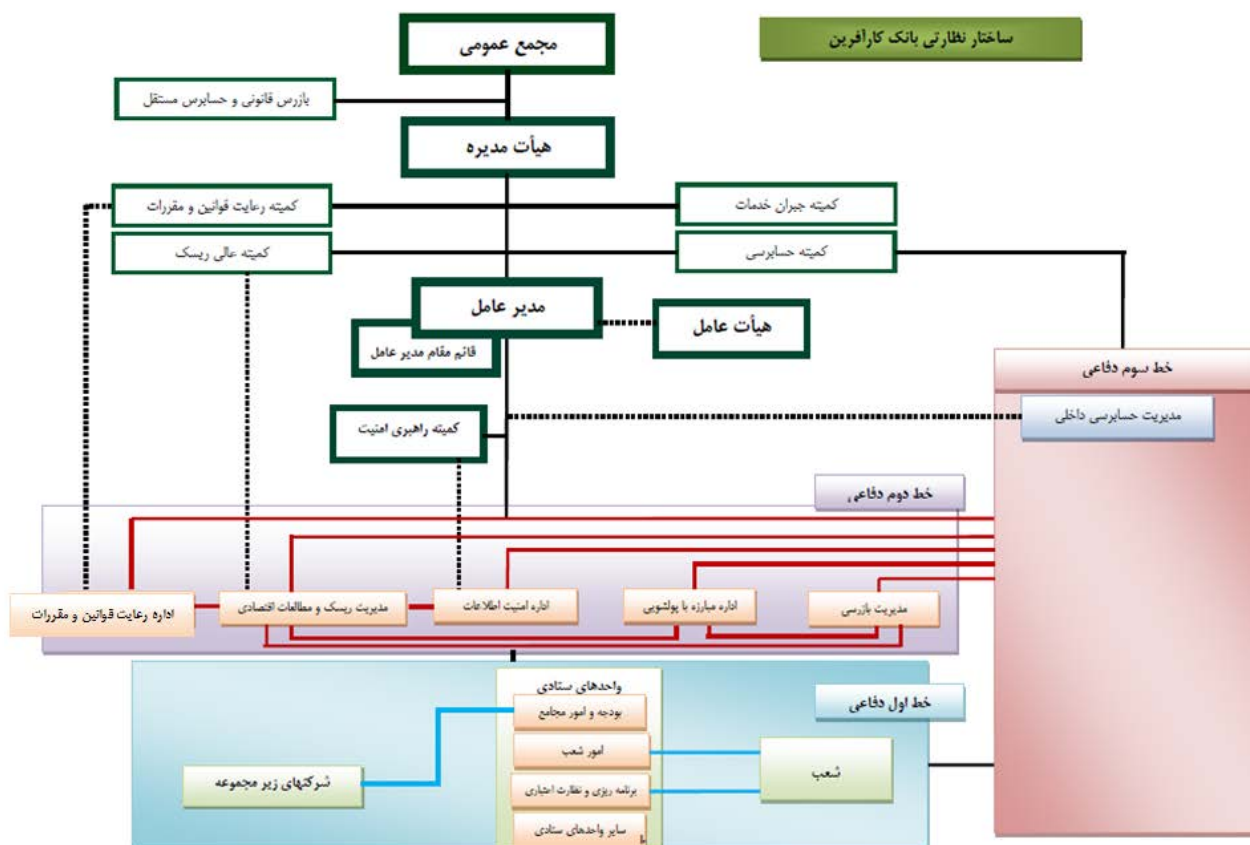 ساختار نظارتی بانک کارآفرین
مجمع عمومی
بازرس قانونی و حسابرس مستقل
هیأت مدیره
کمیته جبران خدمات
کمیته رعایت قوانین و مقررات
کمیته حسابرسی
کمیته عالی ریسک
مدیر عامل
هیأت عامل
قائم مقام مدیر عامل
خط سوم دفاعی
مدیریت حسابرسی داخلی
کمیته راهبری امنیت
خط دوم دفاعی
مدیریت بازرسی
اداره مبارزه با پولشویی
اداره امنیت اطلاعات
مدیریت ریسک و مطالعات اقتصادی
اداره رعایت قوانین و مقررات
خط اول دفاعی
واحدهای ستادی
بودجه و امور مجامع
امور شعب
شعب
شرکتهای زیر مجموعه
برنامه ریزی و نظارت اعتباری
سایر واحدهای ستادی